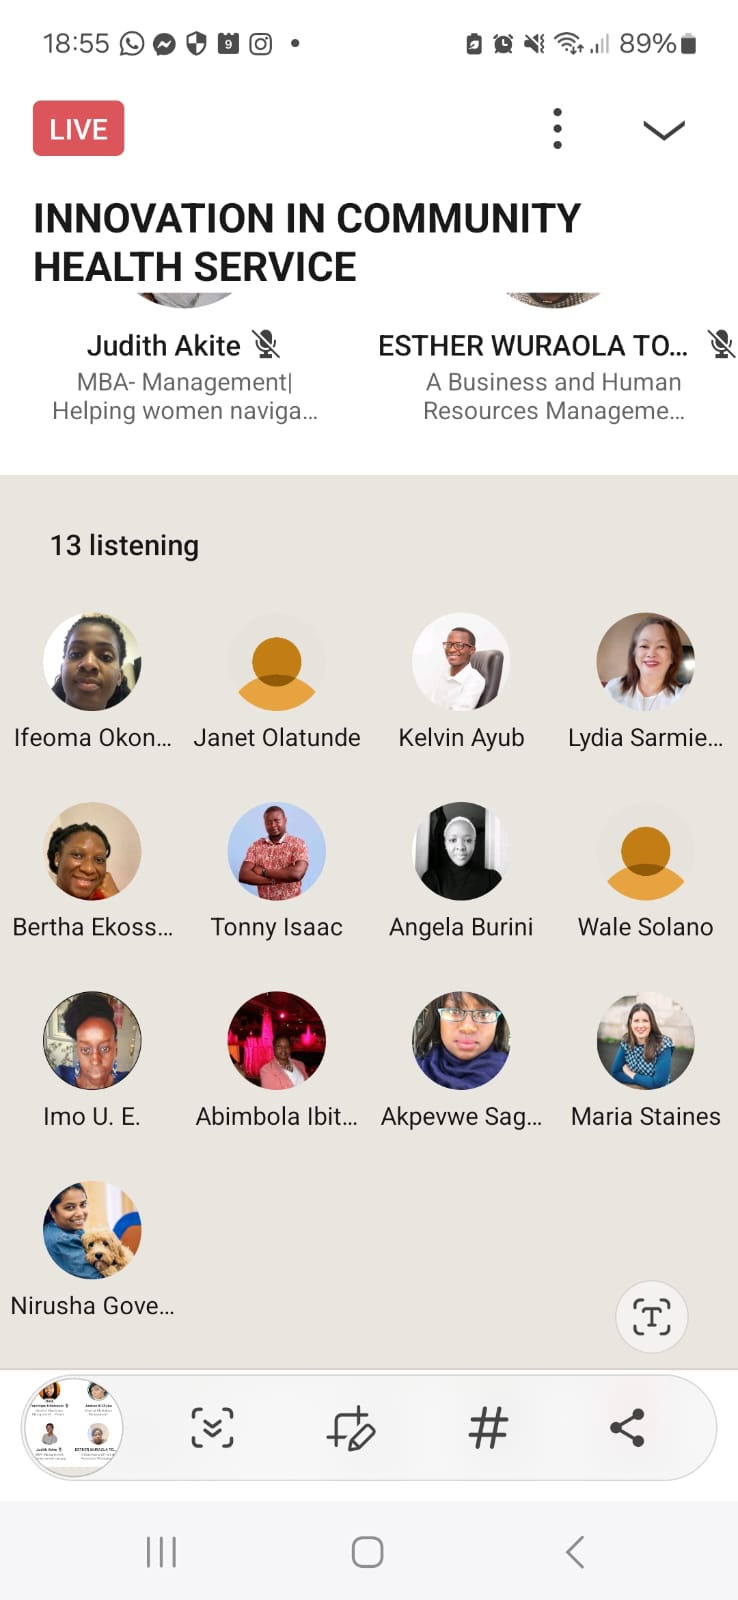 18:55
9
89%
LIVE
INNOVATION IN COMMUNITY
HEALTH SERVICE
Judith Akite
ESTHER WURAOLA TO...
MBA- Management|
Helping women naviga...
A Business and Human
Resources Manageme...
13 listening
Ifeoma Okon...
Janet Olatunde
Kelvin Ayub
Lydia Sarmie...
Bertha Ekoss...
Tonny Isaac
Angela Burini
Wale Solano
Imo U. E.
Abimbola Ibit...
Akpevwe Sag...
Maria Staines
Nirusha Gove...
T
#